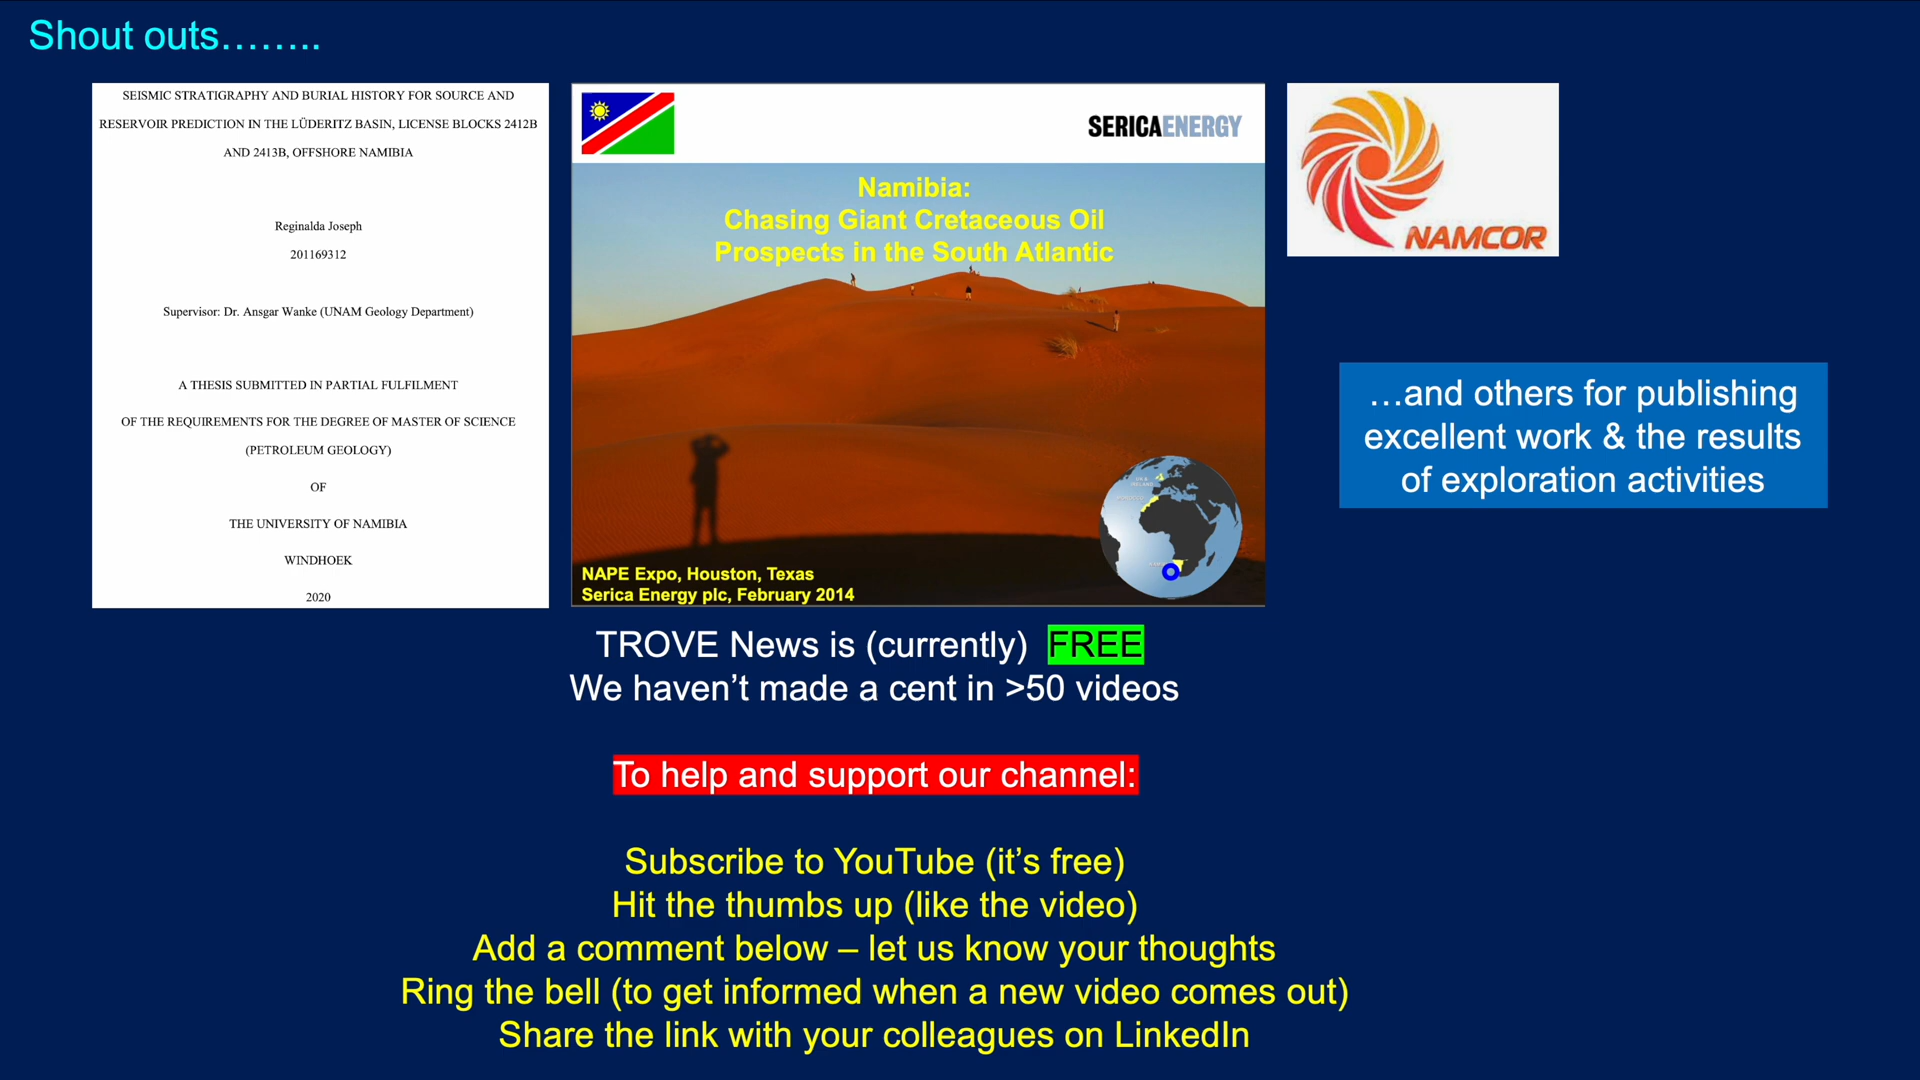 Shout outs……..
SEISMIC STRATIGRAPHY AND BURIAL HISTORY FOR SOURCE AND
RESERVOIR PREDICTION IN THE LÜDERITZ BASIN, LICENSE BLOCKS 2412B
AND 2413B, OFFSHORE NAMIBIA
Reginalda Joseph
201169312
Supervisor: Dr. Ansgar Wanke (UNAM Geology Department)
A THESIS SUBMITTED IN PARTIAL FULFILMENT
OF THE REQUIREMENTS FOR THE DEGREE OF MASTER OF SCIENCE
(PETROLEUM GEOLOGY)
OF
THE UNIVERSITY OF NAMIBIA
WINDHOEK
2020
SERICAENERGY
Namibia:
Chasing Giant Cretaceous Oil
Prospects in the South Atlantic
NAPE Expo, Houston, Texas
Serica Energy plc, February 2014
NAMCOR
…and others for publishing
excellent work & the results
of exploration activities
TROVE News is (currently) FREE
We haven’t made a cent in >50 videos
To help and support our channel:
Subscribe to YouTube (it’s free)
Hit the thumbs up (like the video)
Add a comment below – let us know your thoughts
Ring the bell (to get informed when a new video comes out)
Share the link with your colleagues on LinkedIn